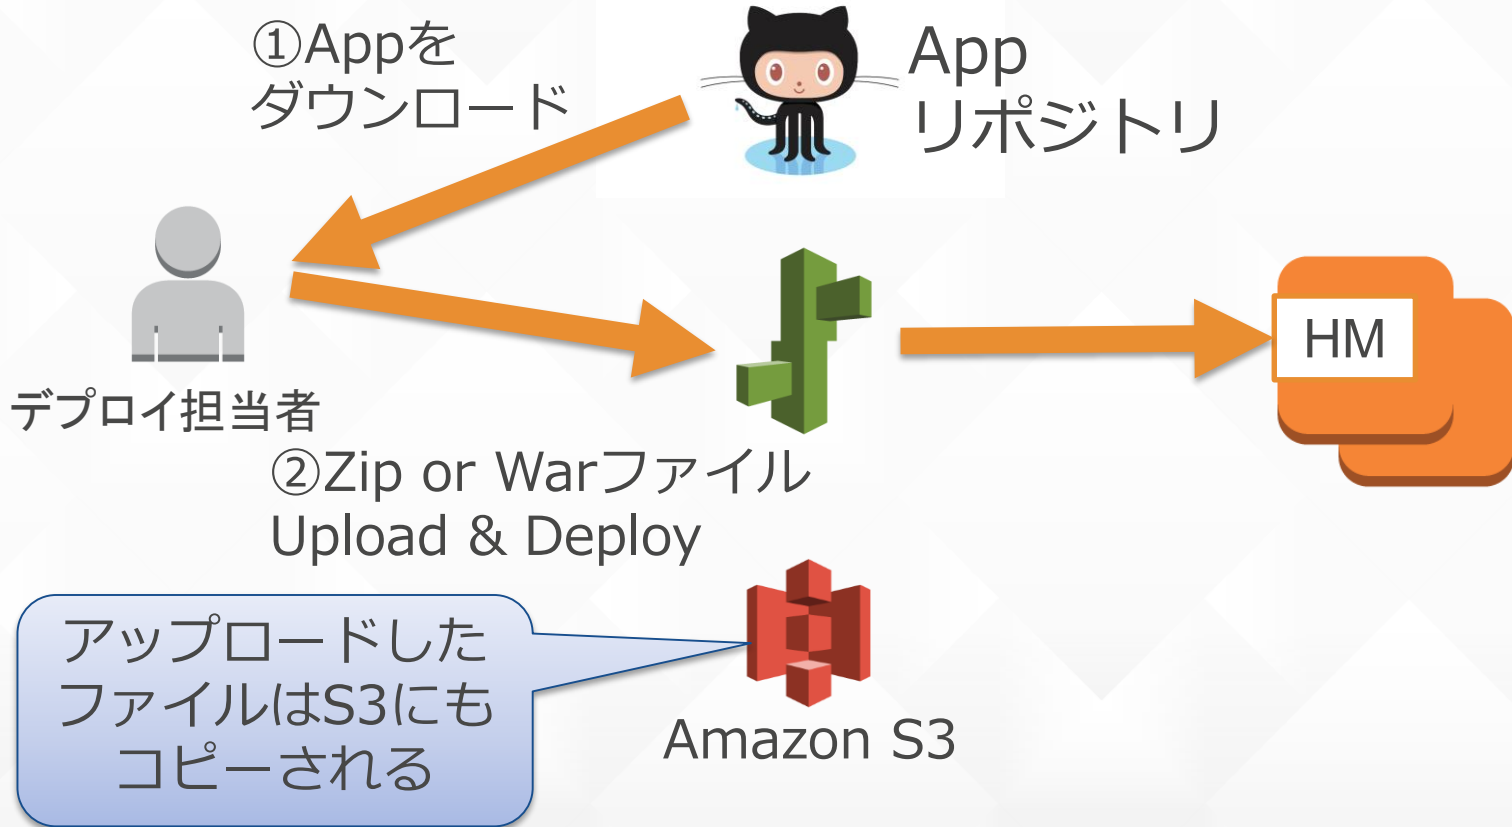 ①Appを
ダウンロード
App
リポジトリ
デプロイ担当者
HM
②Zip or Warファイル
Upload & Deploy
アップロードした
ファイルはS3にも
コピーされる
Amazon S3